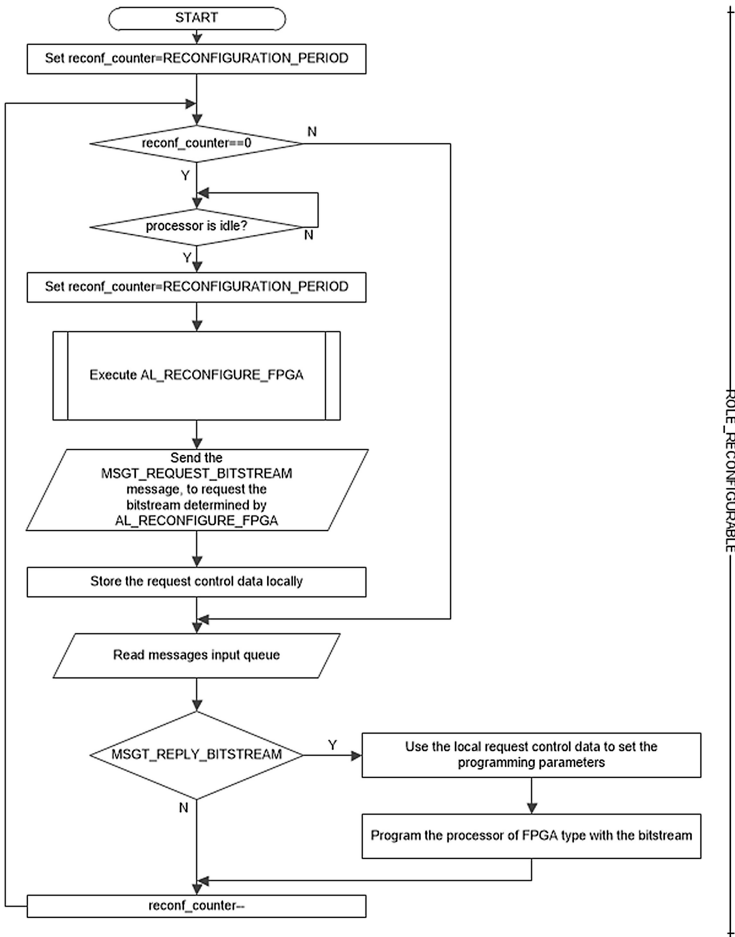 START
Set reconf_counter=RECONFIGURATION_PERIOD
reconf_counter==0
N
Y
processor is idle?
N
Y
Set reconf_counter=RECONFIGURATION_PERIOD
Execute AL_RECONFIGURE_FPGA
Send the
MSGT_REQUEST_BITSTREAM
message, to request the
bitstream determined by
AL_RECONFIGURE_FPGA
Store the request control data locally
Read messages input queue
MSGT_REPLY_BITSTREAM
Y
N
Use the local request control data to set the
programming parameters
Program the processor of FPGA type with the bitstream
reconf_counter--
ROLE_RECONFIGURABLE